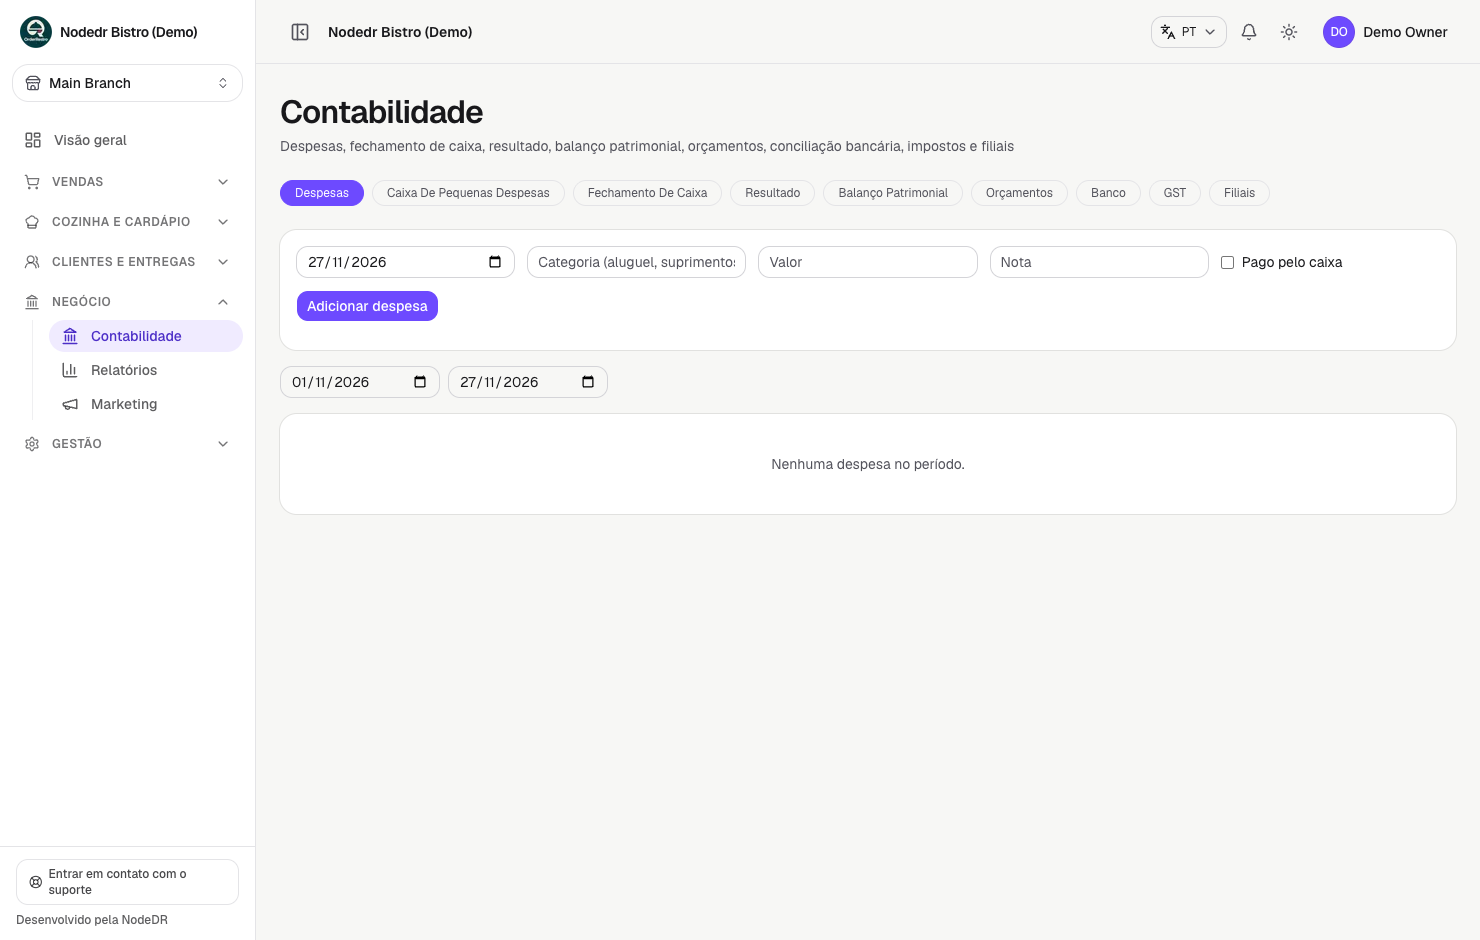 Nodedr Bistro (Demo)
Main Branch
Visão geral
VENDAS
COZINHA E CARDÁPIO
CLIENTES E ENTREGAS
NEGÓCIO
Contabilidade
Relatórios
Marketing
GESTÃO
Entrar em contato com o
suporte
Desenvolvido pela NodeDR
Nodedr Bistro (Demo)
PT
DO
Demo Owner
Contabilidade
Despesas, fechamento de caixa, resultado, balanço patrimonial, orçamentos, conciliação bancária, impostos e filiais
Despesas
Caixa De Pequenas Despesas
Fechamento De Caixa
Resultado
Balanço Patrimonial
Orçamentos
Banco
GST
Filiais
27/11/2026
Categoria (aluguel, suprimentos
Valor
Nota
Pago pelo caixa
Adicionar despesa
01/11/2026
27/11/2026
Nenhuma despesa no período.